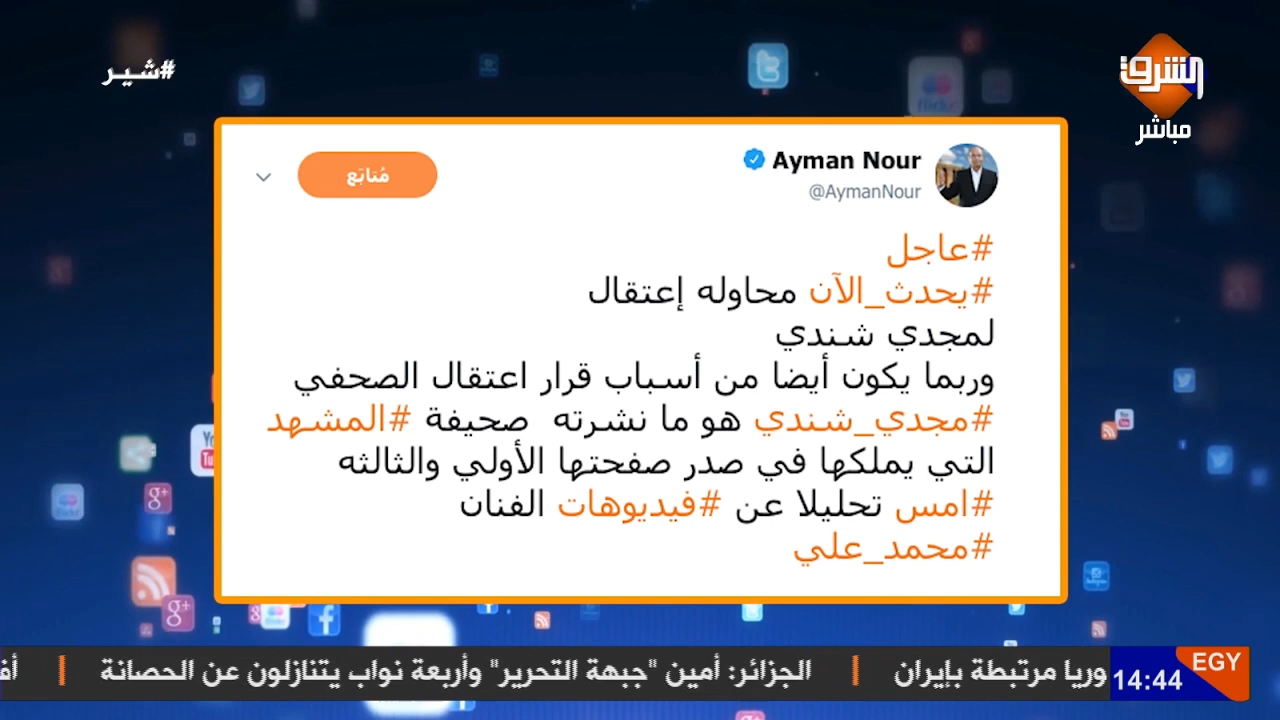 #شير
الشرق
مباشر
Ayman Nour
@AymanNour
مُتابَع
#عاجل
#يحدث_الآن محاوله إعتقال
لمجدي شندي
وربما يكون أيضا من أسباب قرار اعتقال الصحفي
#مجدي_شندي هو ما نشرته صحيفة #المشهد
التي يملكها في صدر صفحتها الأولي والثالثه
#امس تحليلا عن #فيديوهات الفنان
#محمد_علي
EGY
14:44
وريا مرتبطة بإيران | الجزائر: أمين "جبهة التحرير" وأربعة نواب يتنازلون عن الحصانة |